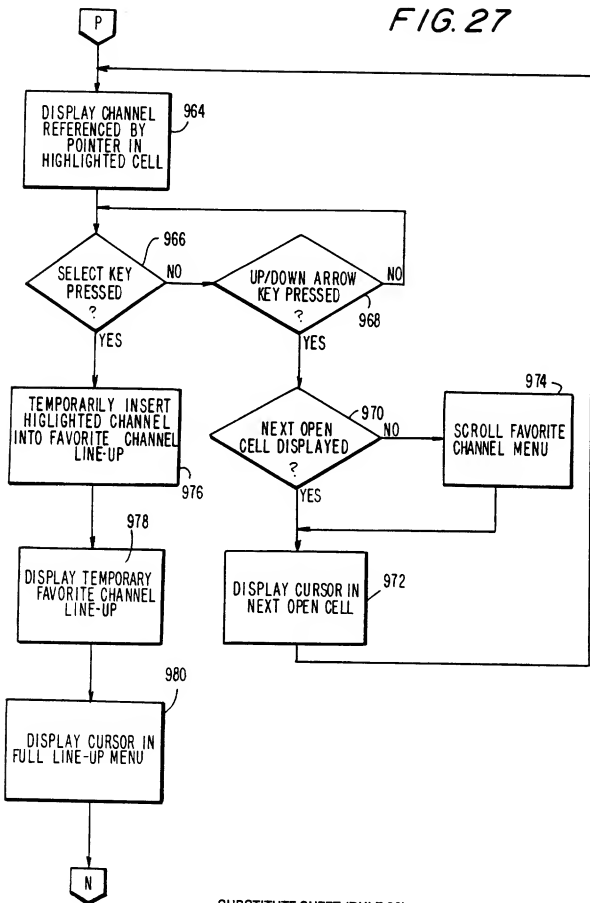 FIG. 27
P
DISPLAY CHANNEL
REFERENCED BY
POINTER IN
HIGHLIGHTED CELL
964
SELECT KEY
PRESSED
?
966
NO
YES
UP/DOWN ARROW
KEY PRESSED
?
968
NO
YES
NEXT OPEN
CELL DISPLAYED
?
970
NO
YES
974
SCROLL FAVORITE
CHANNEL MENU
TEMPORARILY INSERT
HIGLIGHTED CHANNEL
INTO FAVORITE CHANNEL
LINE-UP
976
DISPLAY CURSOR IN
NEXT OPEN CELL
972
978
DISPLAY TEMPORARY
FAVORITE CHANNEL
LINE-UP
980
DISPLAY CURSOR IN
FULL LINE-UP MENU
N